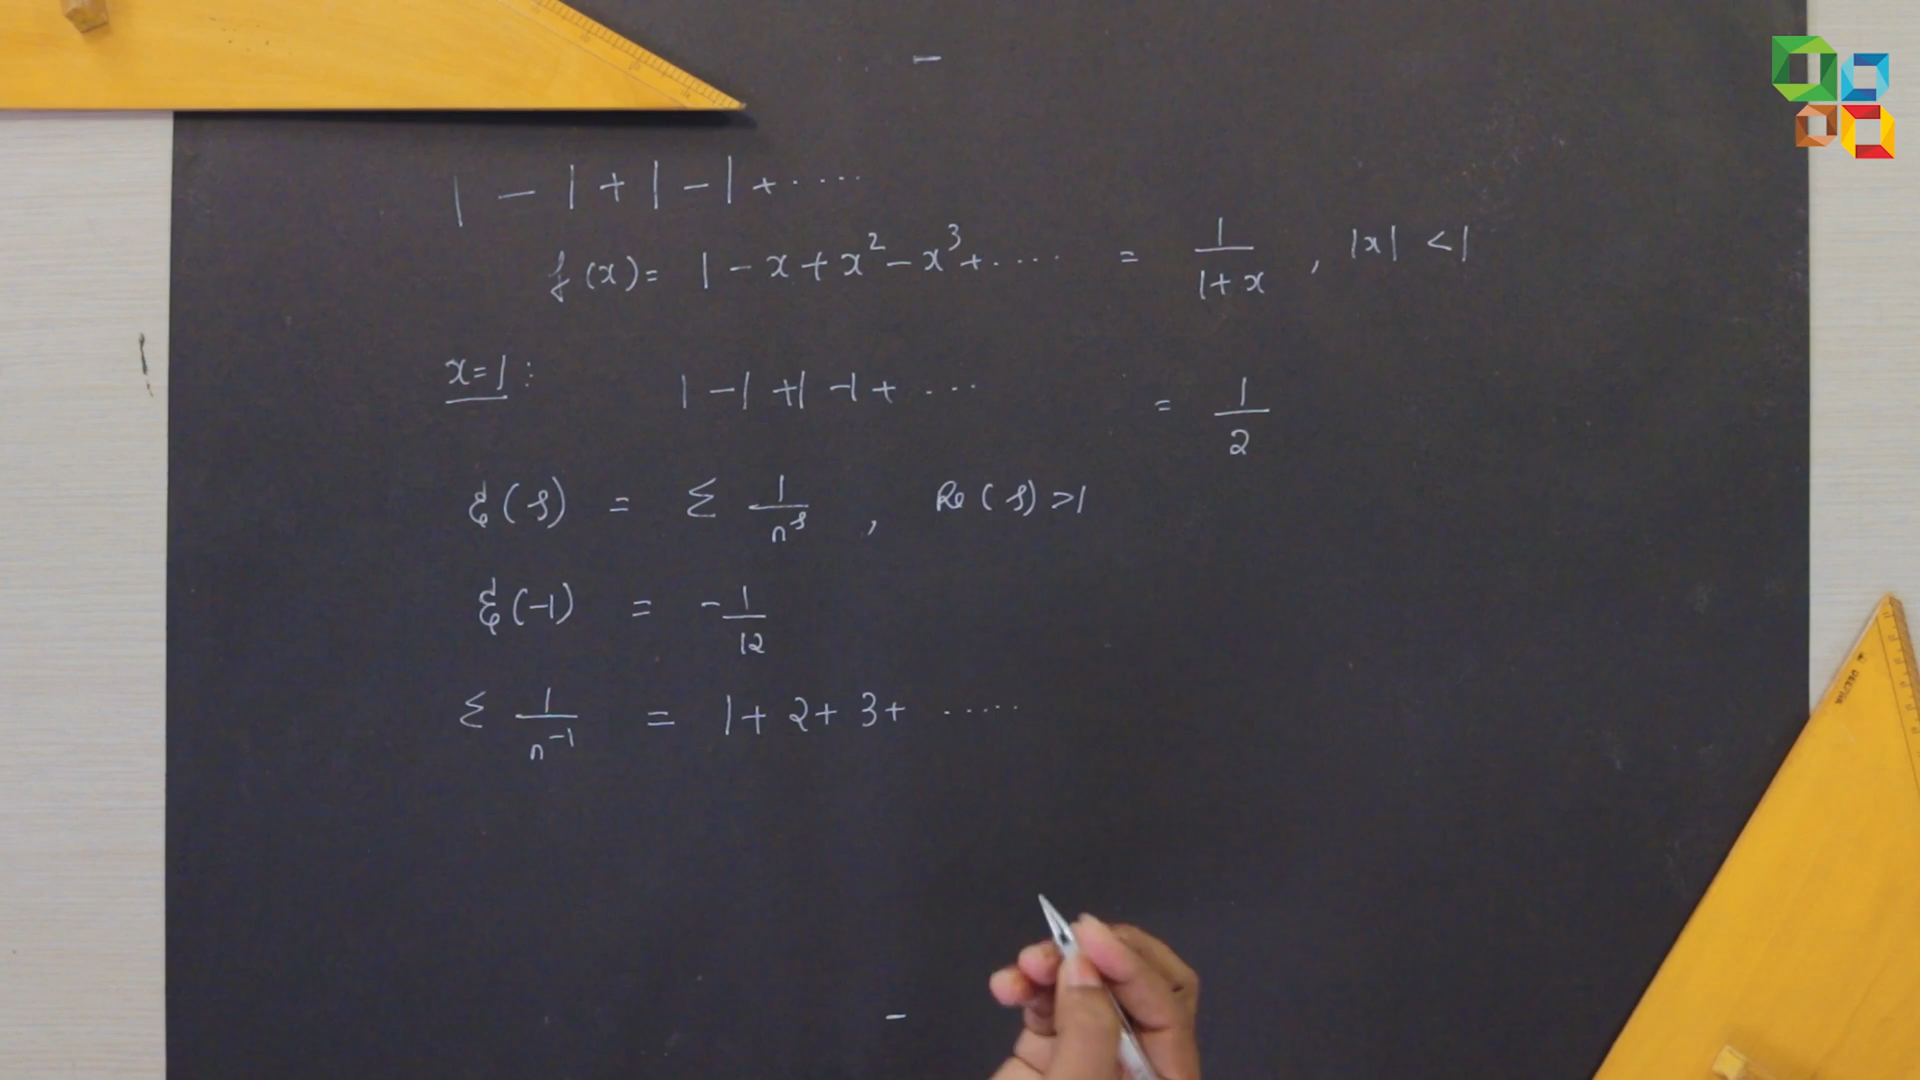 1 - 1 + 1 - 1 + ....
f(x) = 1 - x + x² - x³ + .... = 1/(1+x) , |x| < 1
x=1 : 1 - 1 + 1 - 1 + .... = 1/2
ξ(s) = Σ 1/n^s , Re(s) > 1
ξ(-1) = -1/12
Σ 1/n^-1 = 1 + 2 + 3 + .....